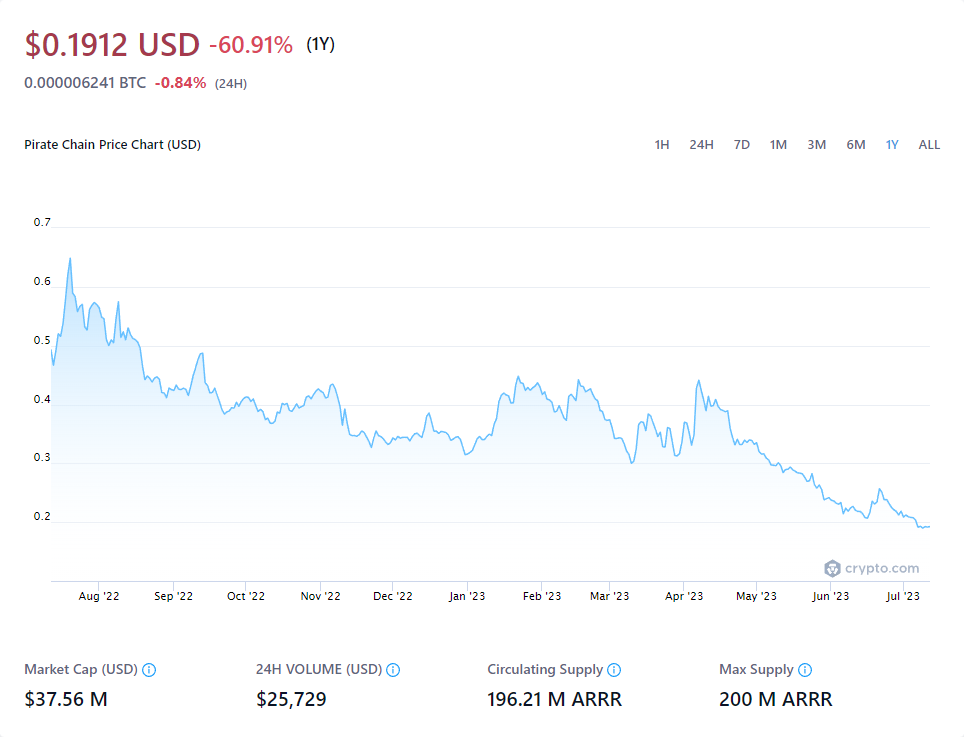 $0.1912 USD -60.91% (1Y)
0.000006241 BTC -0.84% (24H)
Pirate Chain Price Chart (USD)
1H 24H 7D 1M 3M 6M 1Y ALL
0.7
0.6
0.5
0.4
0.3
0.2
crypto.com
Aug '22 Sep '22 Oct '22 Nov '22 Dec '22 Jan '23 Feb '23 Mar '23 Apr '23 May '23 Jun '23 Jul '23
Market Cap (USD) 24H VOLUME (USD) Circulating Supply Max Supply
$37.56 M $25,729 196.21 M ARRR 200 M ARRR